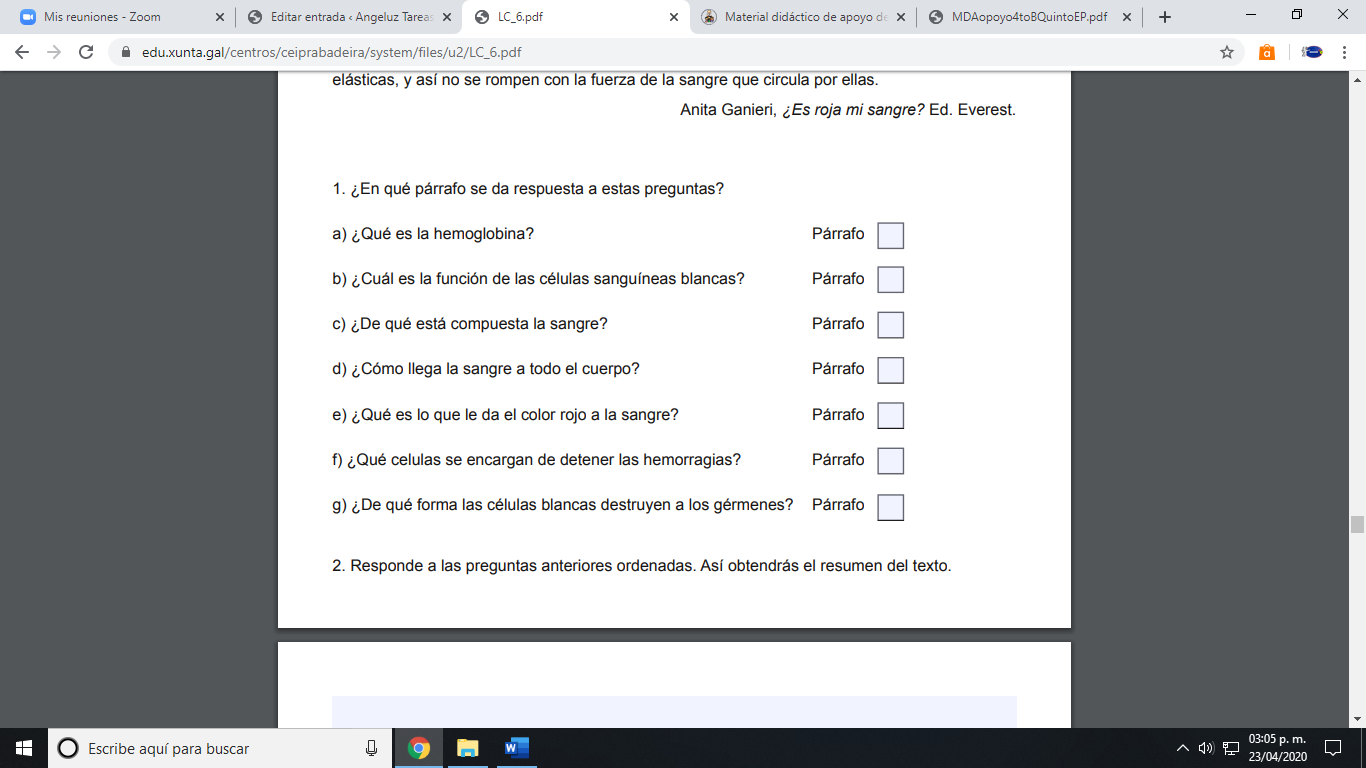 Mis reuniones - Zoom
Editar entrada ‹ Angeluz Tareas
LC_6.pdf
Material didáctico de apoyo de
MDAopoyo4toBQuintoEP.pdf
edu.xunta.gal/centros/ceiprabadeira/system/files/u2/LC_6.pdf
elásticas, y así no se rompen con la fuerza de la sangre que circula por ellas.
Anita Ganieri, ¿Es roja mi sangre? Ed. Everest.
1. ¿En qué párrafo se da respuesta a estas preguntas?
a) ¿Qué es la hemoglobina? Párrafo
b) ¿Cuál es la función de las células sanguíneas blancas? Párrafo
c) ¿De qué está compuesta la sangre? Párrafo
d) ¿Cómo llega la sangre a todo el cuerpo? Párrafo
e) ¿Qué es lo que le da el color rojo a la sangre? Párrafo
f) ¿Qué celulas se encargan de detener las hemorragias? Párrafo
g) ¿De qué forma las células blancas destruyen a los gérmenes? Párrafo
2. Responde a las preguntas anteriores ordenadas. Así obtendrás el resumen del texto.
Escribe aquí para buscar
03:05 p. m.
23/04/2020